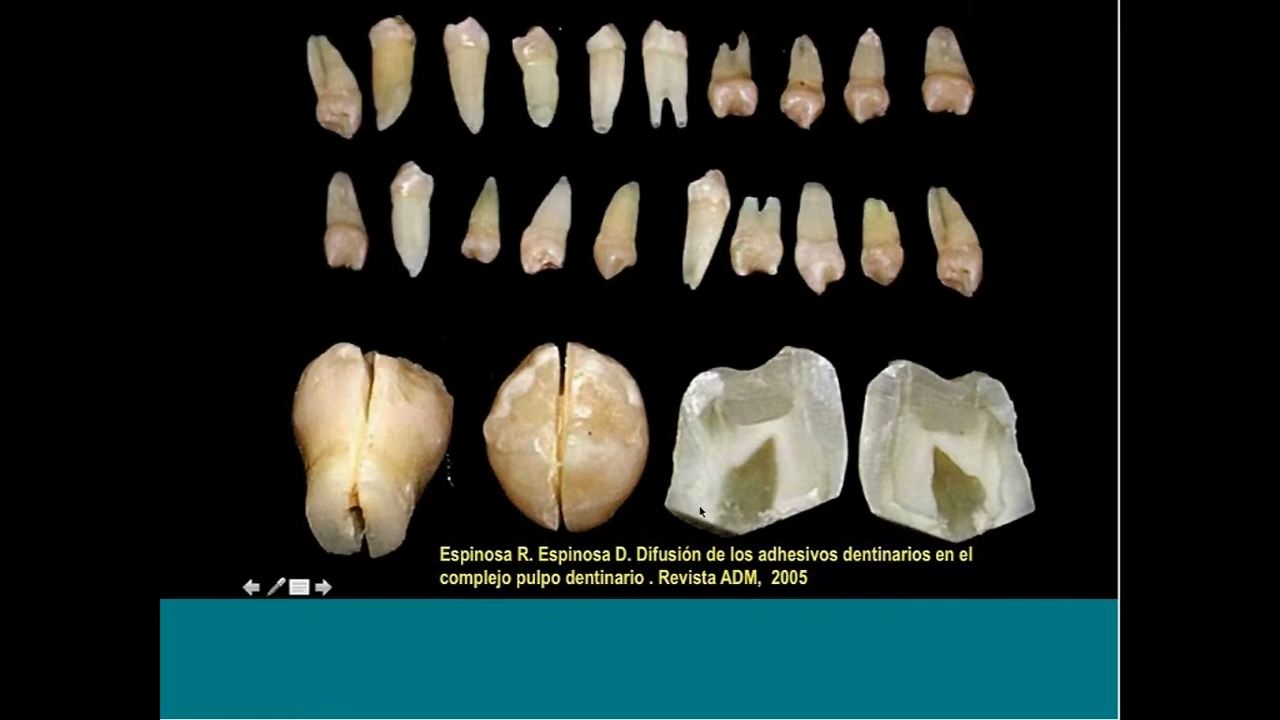 Espinosa R. Espinosa D. Difusión de los adhesivos dentinarios en el
complejo pulpo dentinario . Revista ADM, 2005